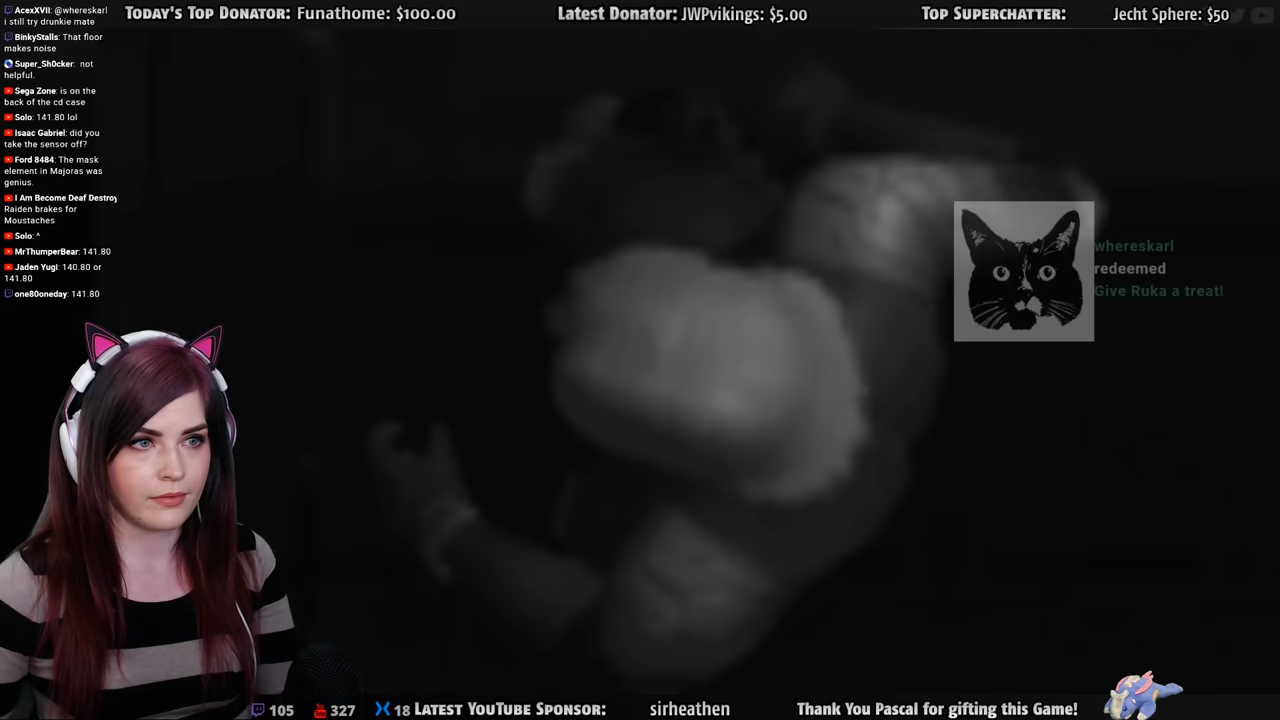 AcexXVII: @whereskarl
i still try drunkie mate
BinkyStalls: That floor
makes noise
Super_Sh0cker: not
helpful.
Sega Zone: is on the
back of the cd case
Solo: 141.80 lol
Isaac Gabriel: did you
take the sensor off?
Ford 8484: The mask
element in Majoras was
genius.
I Am Become Deaf Destroy
Raiden brakes for
Moustaches
Solo: ^
MrThumperBear: 141.80
Jaden Yugi: 140.80 or
141.80
one80oneday: 141.80
Today's Top Donator: Funathome: $100.00
Latest Donator: JWPvikings: $5.00
Top Superchatter: Jecht Sphere: $50
whereskarl
redeemed
Give Ruka a treat!
105 327 18 Latest YouTube Sponsor: sirheathen
Thank You Pascal for gifting this Game!